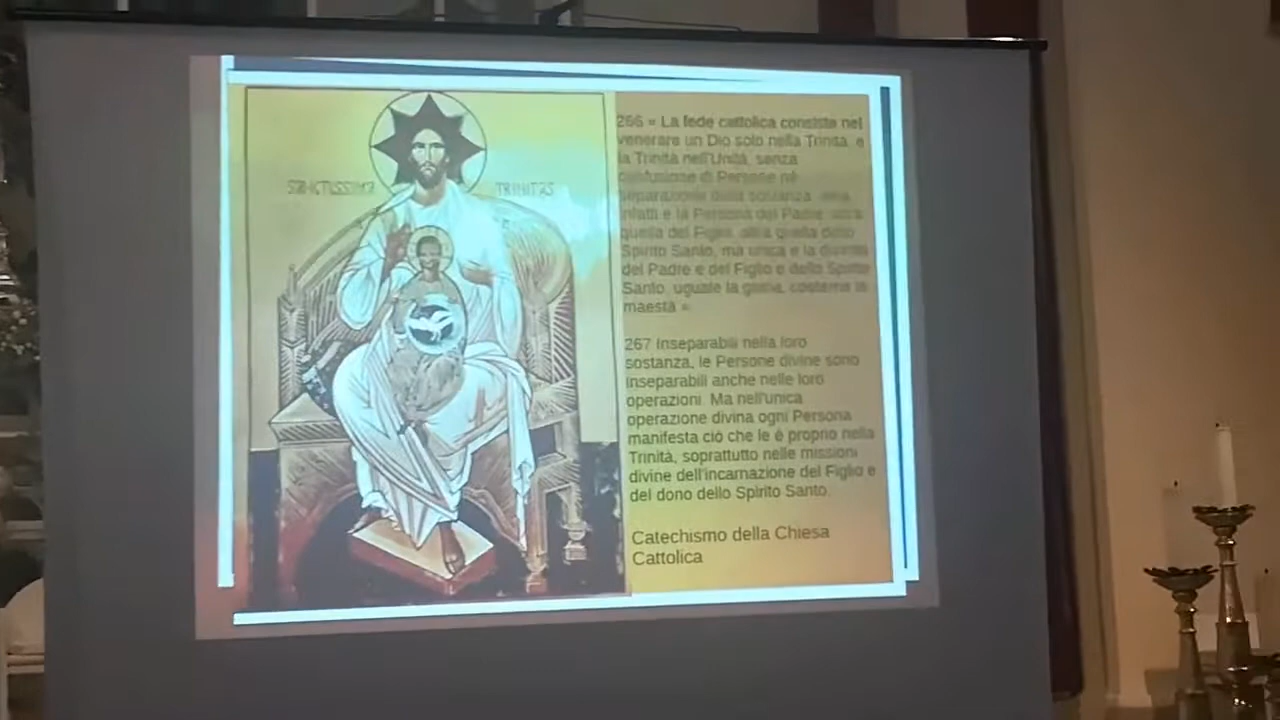 SANCTISSIMA TRINITAS
266 « La fede cattolica consiste nel
venerare un Dio solo nella Trinità, e
la Trinità nell'Unità, senza
confusione di Persone né
separazione della sostanza: altra
infatti è la Persona del Padre, altra
quella del Figlio, altra quella dello
Spirito Santo, ma unica è la divinità
del Padre e del Figlio e dello Spirito
Santo, uguale la gloria, coeterna la
maestà ».
267 Inseparabili nella loro
sostanza, le Persone divine sono
inseparabili anche nelle loro
operazioni. Ma nell'unica
operazione divina ogni Persona
manifesta ciò che le è proprio nella
Trinità, soprattutto nelle missioni
divine dell'incarnazione del Figlio e
del dono dello Spirito Santo.
Catechismo della Chiesa
Cattolica